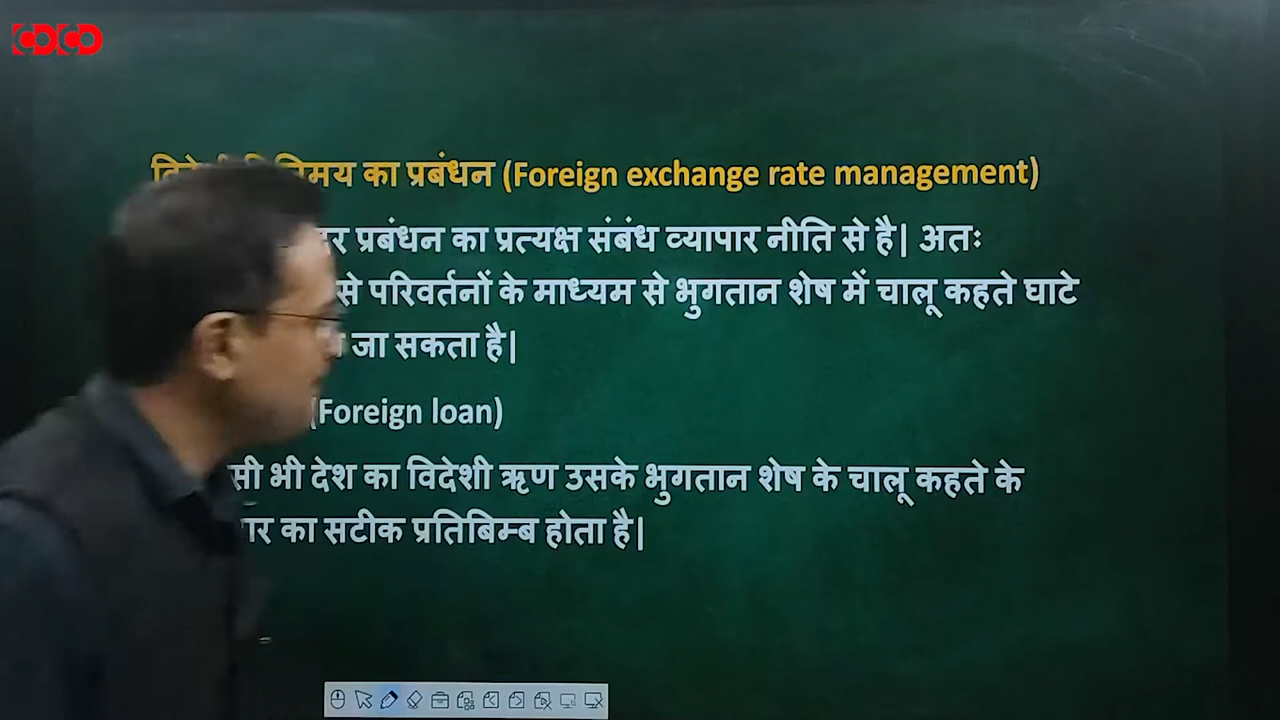 COCO
का प्रबंधन (Foreign exchange rate management)
प्रबंधन का प्रत्यक्ष संबंध व्यापार नीति से है| अतः
से परिवर्तनों के माध्यम से भुगतान शेष में चालू कहते घाटे
जा सकता है|
(Foreign loan)
भी देश का विदेशी ऋण उसके भुगतान शेष के चालू कहते के
का सटीक प्रतिबिम्ब होता है|